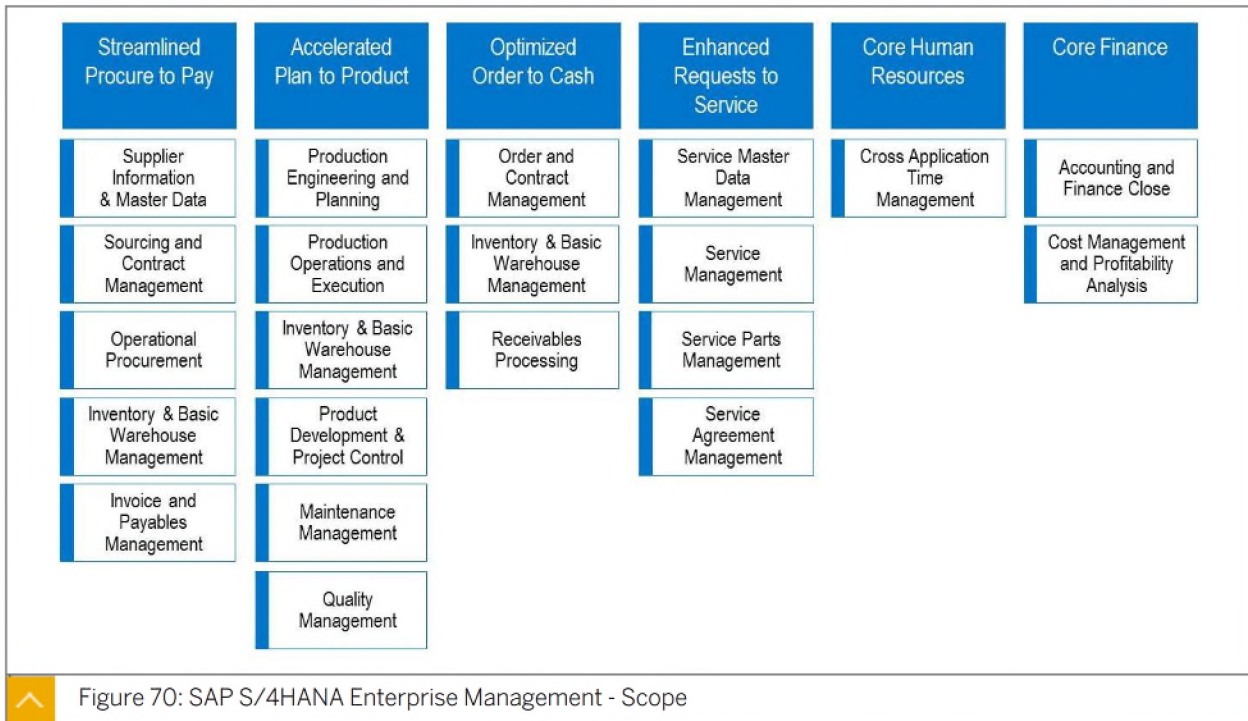 Streamlined
Procure to Pay
Accelerated
Plan to Product
Optimized
Order to Cash
Enhanced
Requests to
Service
Core Human
Resources
Core Finance
Supplier
Information
& Master Data
Sourcing and
Contract
Management
Operational
Procurement
Inventory & Basic
Warehouse
Management
Invoice and
Payables
Management
Production
Engineering and
Planning
Production
Operations and
Execution
Inventory & Basic
Warehouse
Management
Product
Development &
Project Control
Maintenance
Management
Quality
Management
Order and
Contract
Management
Inventory & Basic
Warehouse
Management
Receivables
Processing
Service Master
Data
Management
Service
Management
Service Parts
Management
Service
Agreement
Management
Cross Application
Time
Management
Accounting and
Finance Close
Cost Management
and Profitability
Analysis
Figure 70: SAP S/4HANA Enterprise Management - Scope